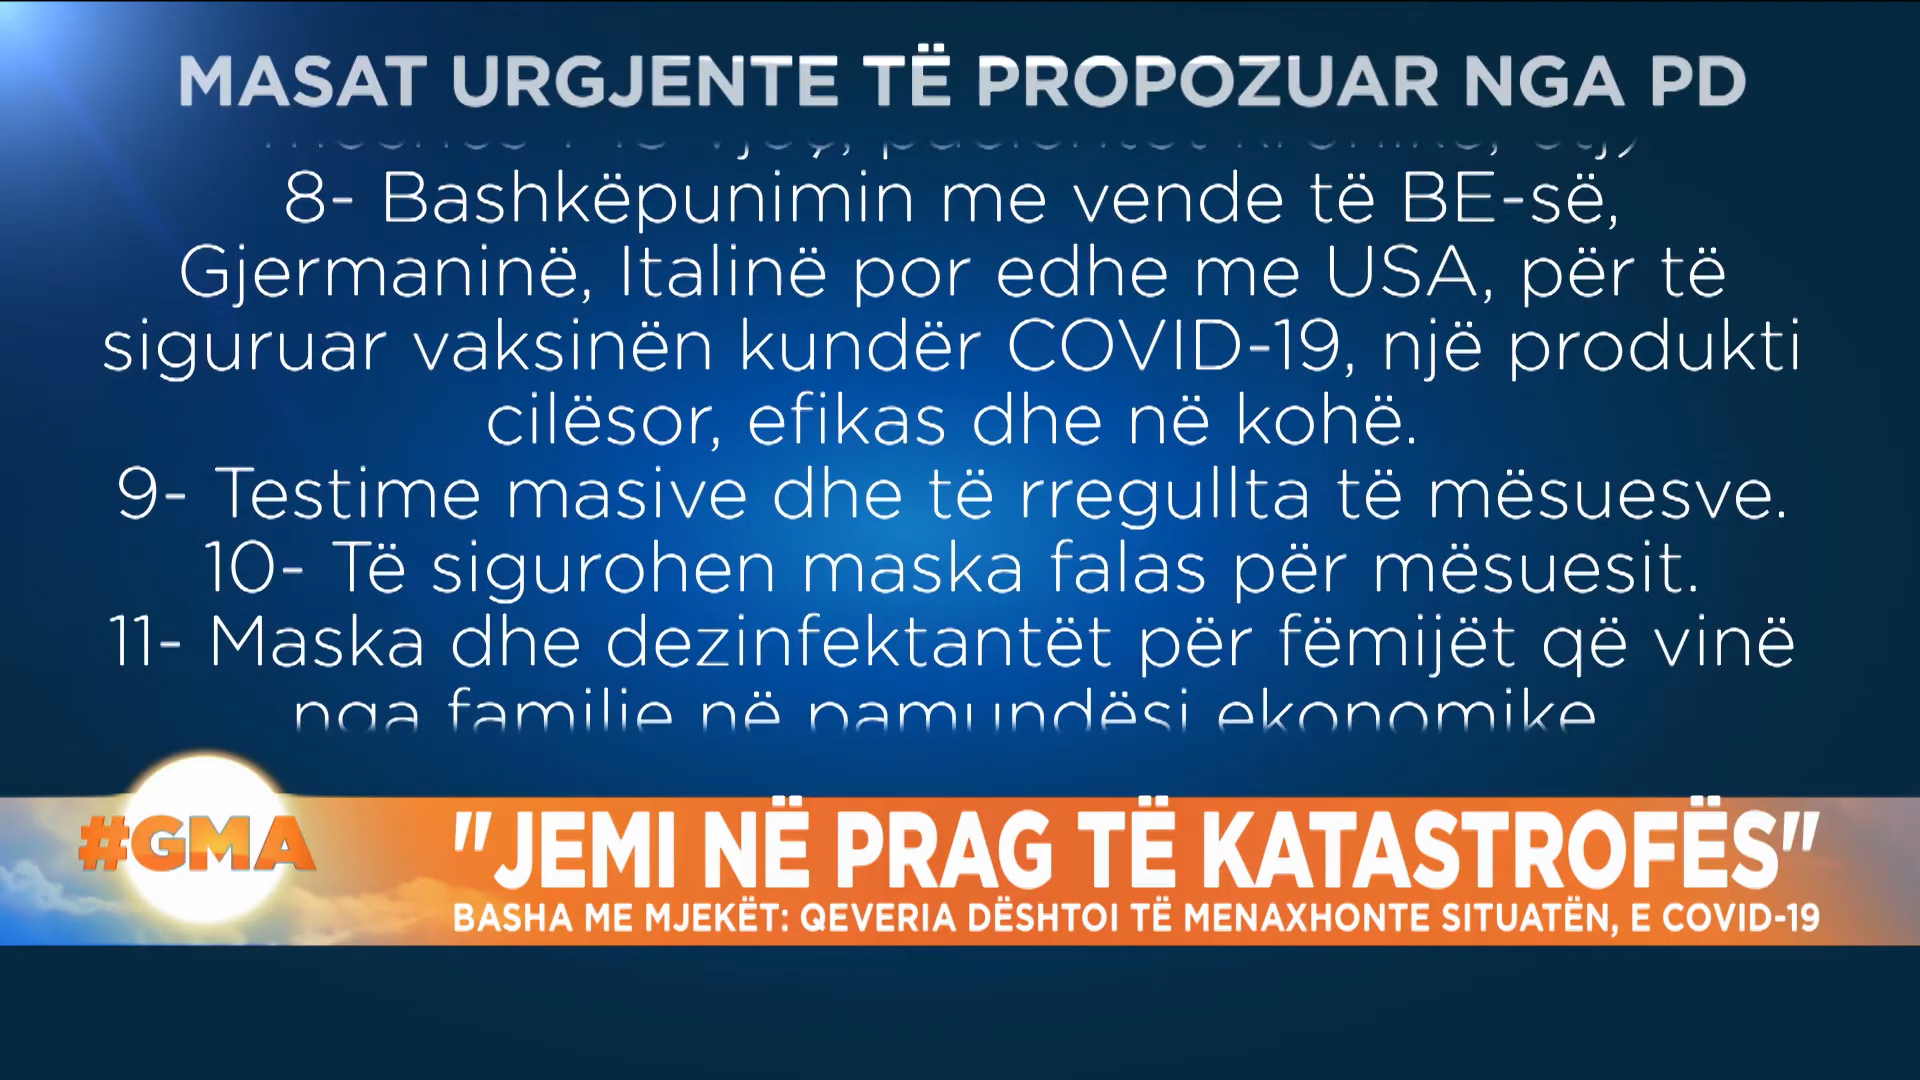 MASAT URGJENTE TË PROPOZUAR NGA PD
8- Bashkëpunimin me vende të BE-së,
Gjermaninë, Italinë por edhe me USA, për të
siguruar vaksinën kundër COVID-19, një produkti
cilësor, efikas dhe në kohë.
9- Testime masive dhe të rregullta të mësuesve.
10- Të sigurohen maska falas për mësuesit.
11- Maska dhe dezinfektantët për fëmijët që vinë
nga familje në pamundësi ekonomike
#GMA
"JEMI NË PRAG TË KATASTROFËS"
BASHA ME MJEKËT: QEVERIA DËSHTOI TË MENAXHONTE SITUATËN, E COVID-19